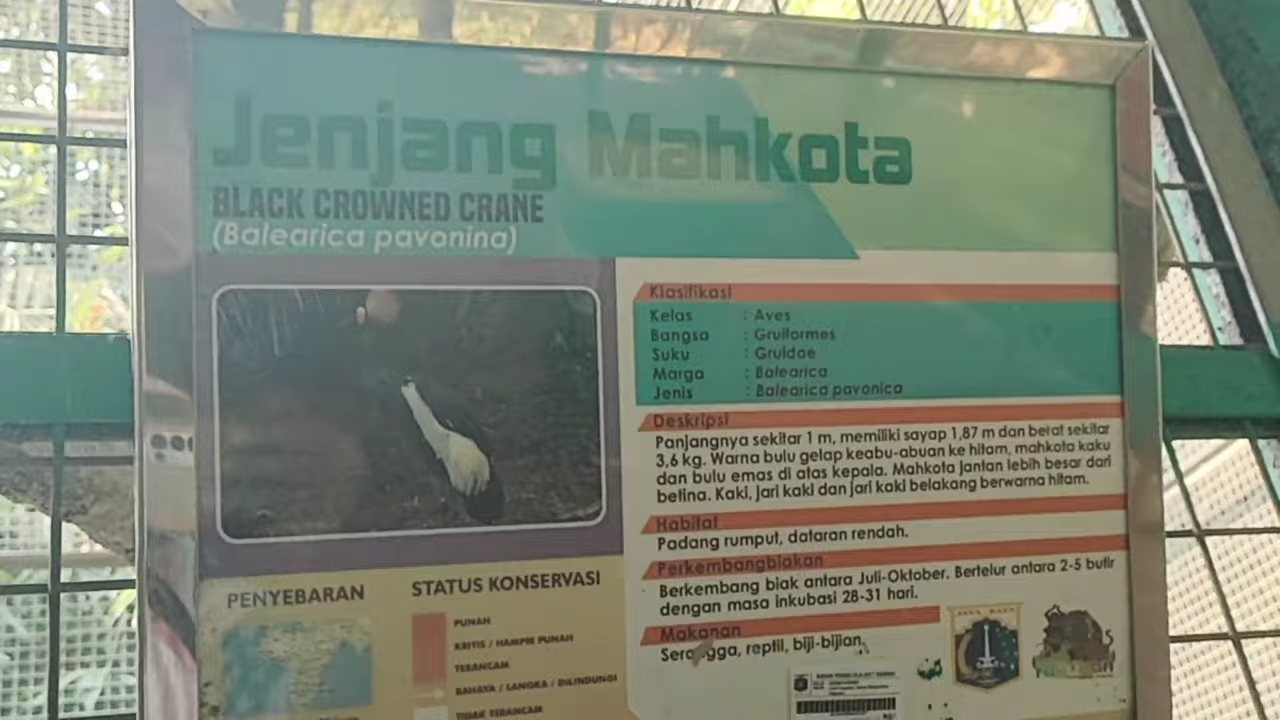 Jenjang Mahkota
BLACK CROWNED CRANE
(Balearica pavonina)
Klasifikasi
Kelas : Aves
Bangsa : Gruiformes
Suku : Gruidae
Marga : Balearica
Jenis : Balearica pavonica
Deskripsi
Panjangnya sekitar 1 m, memiliki sayap 1,87 m dan berat sekitar
3,6 kg. Warna bulu gelap keabu-abuan ke hitam, mahkota kaku
dan bulu emas di atas kepala. Mahkota jantan lebih besar dari
betina. Kaki, jari kaki dan jari kaki belakang berwarna hitam.
Habitat
Padang rumput, dataran rendah.
Perkembangbiakan
Berkembang biak antara Juli-Oktober. Bertelur antara 2-5 butir
dengan masa inkubasi 28-31 hari.
Makanan
Serangga, reptil, biji-bijian.
PENYEBARAN
STATUS KONSERVASI
PUNAH
KRITIS / HAMPIR PUNAH
TERANCAM
BAHAYA / LANGKA / DILINDUNGI
TIDAK TERANCAM
JAYA RAYA